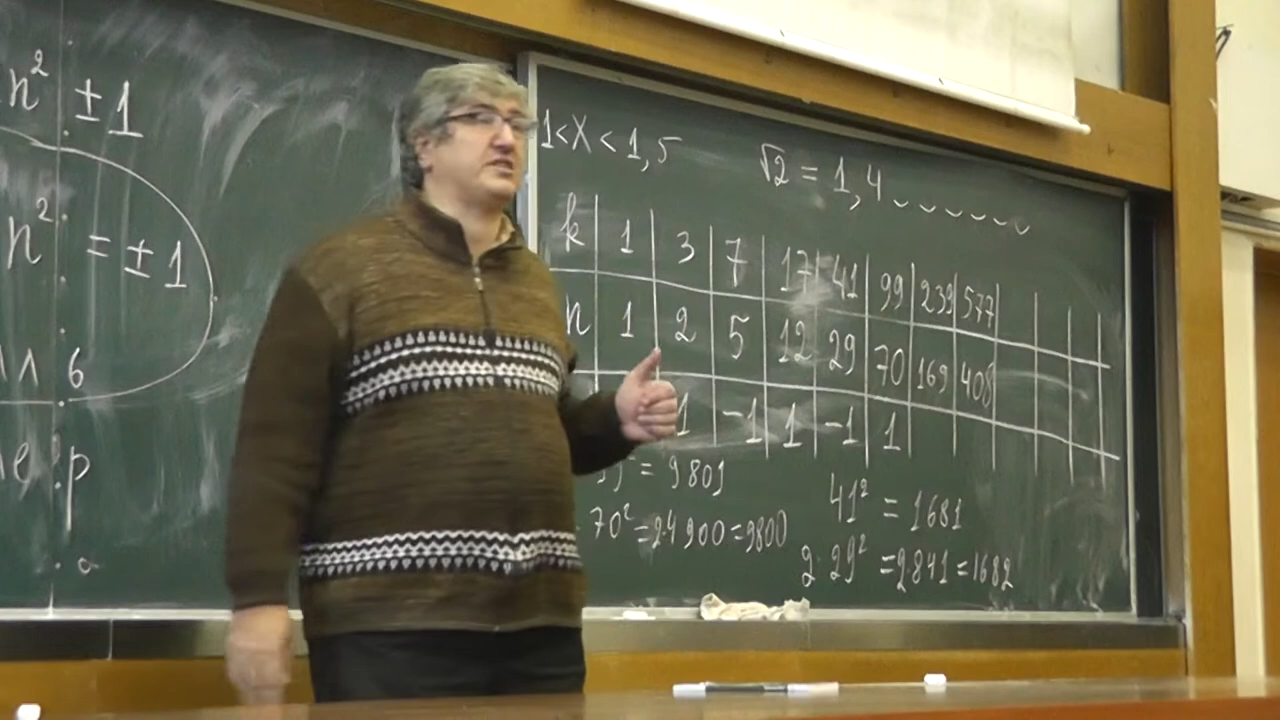 n² ± 1
n² = ±1
6
p
1<X<1,5
√2 = 1,4
k 1 3 7 17 41 99 239 577
n 1 2 5 12 29 70 169 408
1 -1 1 -1 1
= 9801
70² = 2·4900 = 9800
41² = 1681
2·29² = 2·841 = 1682